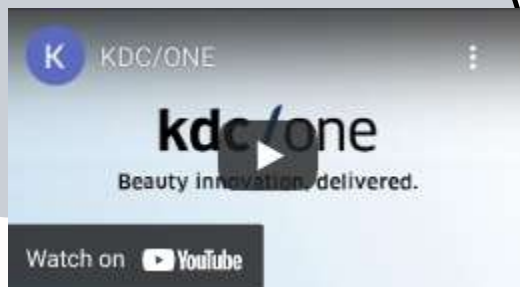 K KDC/ONE
kdc/one
Beauty innovation, delivered.
Watch on YouTube